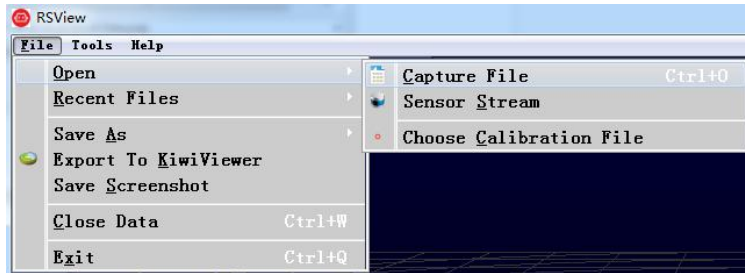 RSView
File Tools Help
Open
Recent Files
Save As
Export To KiwiViewer
Save Screenshot
Close Data Ctrl+W
Exit Ctrl+Q
Capture File Ctrl+O
Sensor Stream
Choose Calibration File